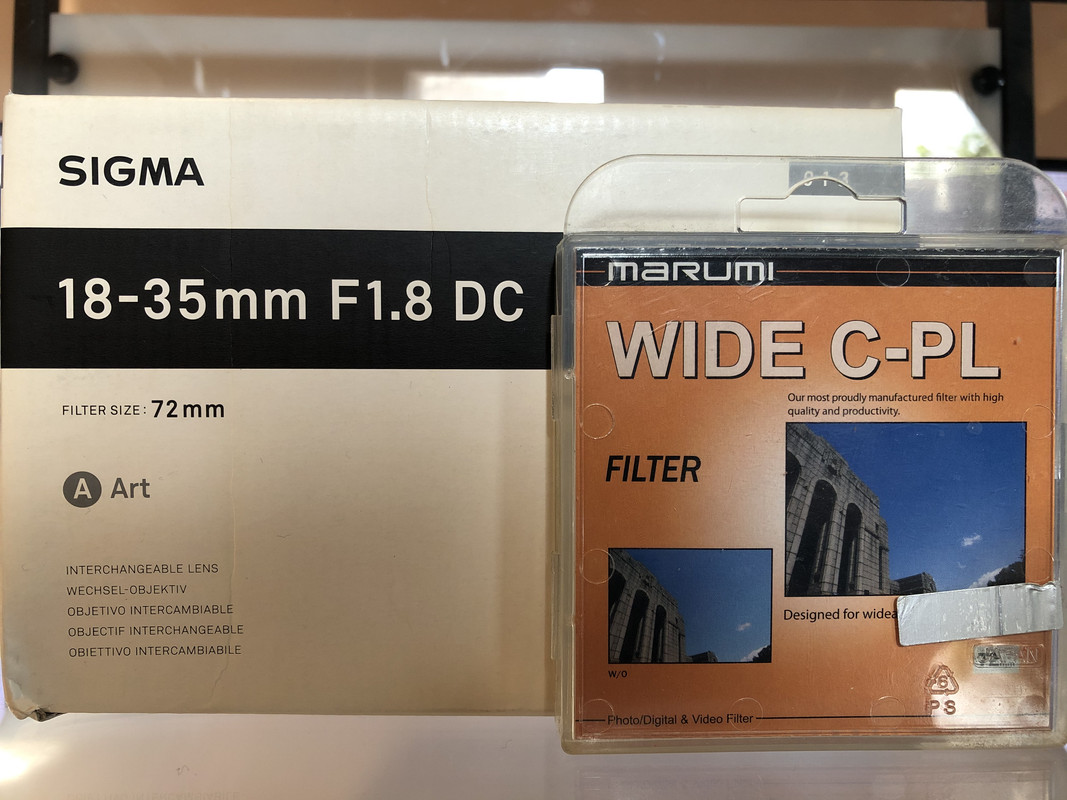 SIGMA
18-35mm F1.8 DC
FILTER SIZE: 72mm
A Art
INTERCHANGEABLE LENS
WECHSEL-OBJEKTIV
OBJETIVO INTERCAMBIABLE
OBJECTIF INTERCHANGEABLE
OBIETTIVO INTERCAMBIABILE
marumi
WIDE C-PL
Our most proudly manufactured filter with high
quality and productivity.
FILTER
Designed for
W/O
6
PS
Photo/Digital & Video Filter